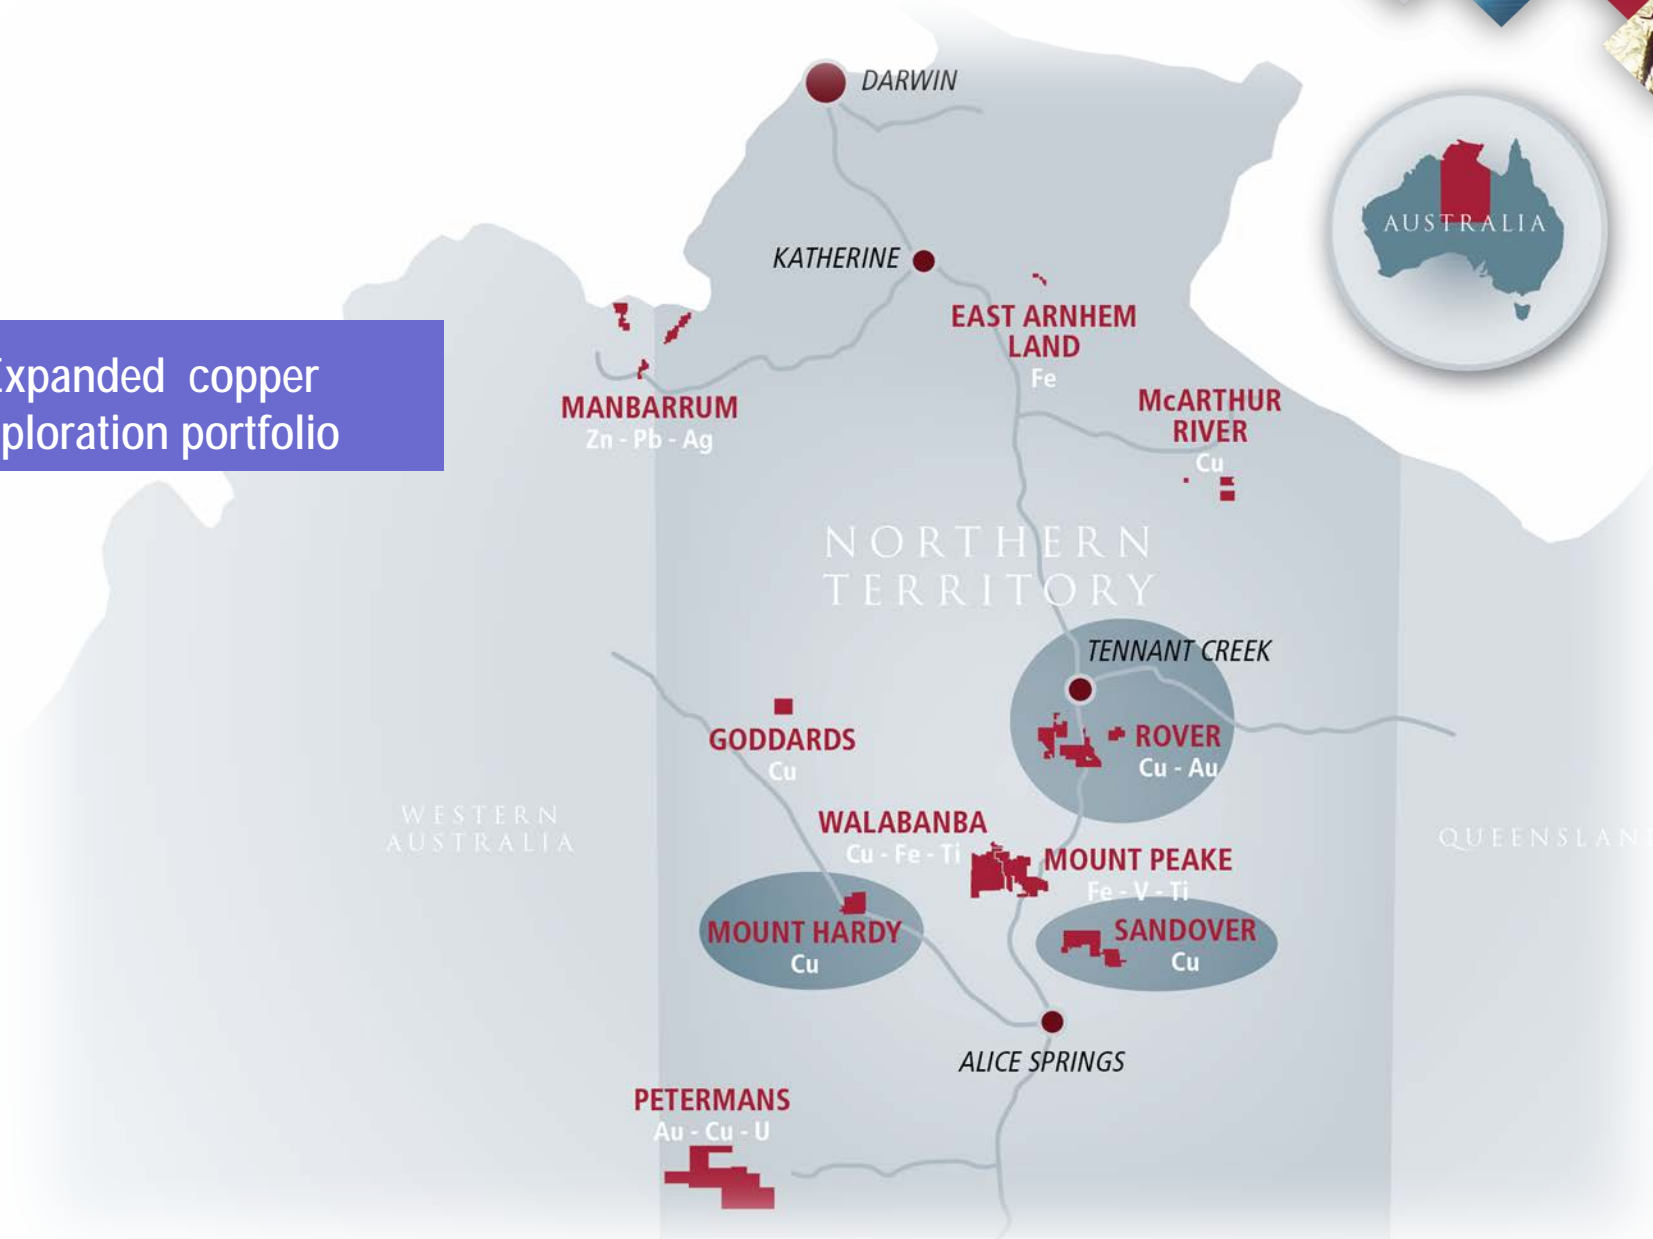 DARWIN
AUSTRALIA
KATHERINE
EAST ARNHEM
LAND
Fe
Expanded copper
ploration portfolio
MANBARRUM
Zn - Pb - Ag
McARTHUR
RIVER
Cu
NORTHERN
TERRITORY
TENNANT CREEK
GODDARDS
Cu
ROVER
Cu - Au
WESTERN
AUSTRALIA
WALABANBA
Cu - Fe - Ti
MOUNT PEAKE
Fe - V - Ti
QUEENSLAN
MOUNT HARDY
Cu
SANDOVER
Cu
ALICE SPRINGS
PETERMANS
Au - Cu - U